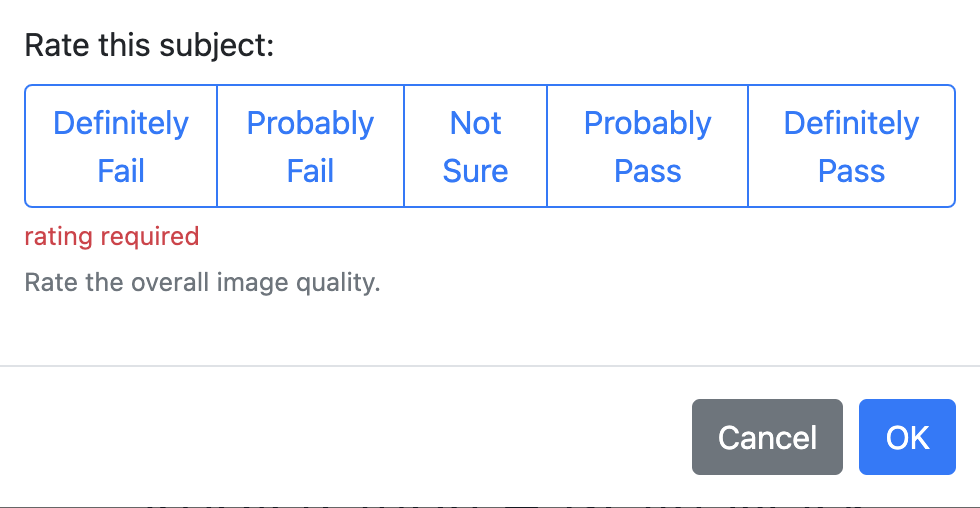 Rate this subject:
Definitely Fail
Probably Fail
Not Sure
Probably Pass
Definitely Pass
rating required
Rate the overall image quality.
Cancel
OK